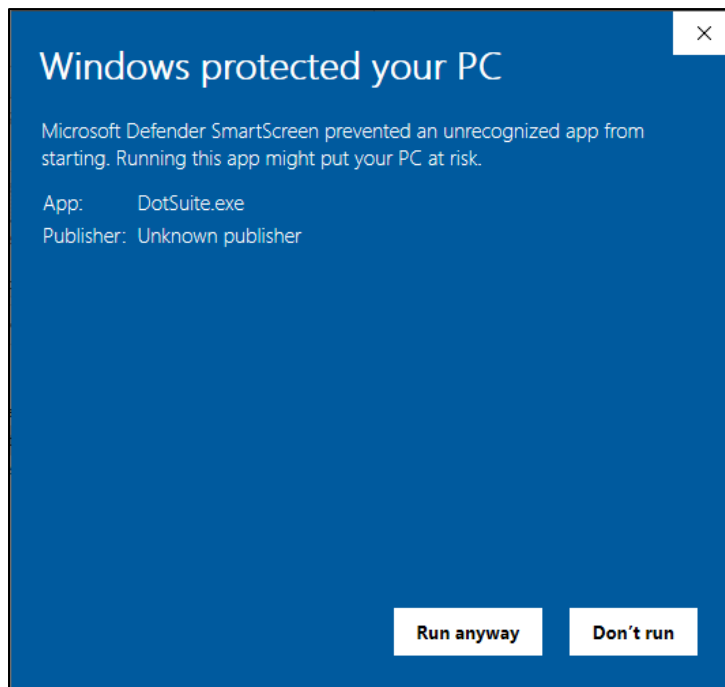 Windows protected your PC
Microsoft Defender SmartScreen prevented an unrecognized app from
starting. Running this app might put your PC at risk.
App: DotSuite.exe
Publisher: Unknown publisher
Run anyway Don’t run